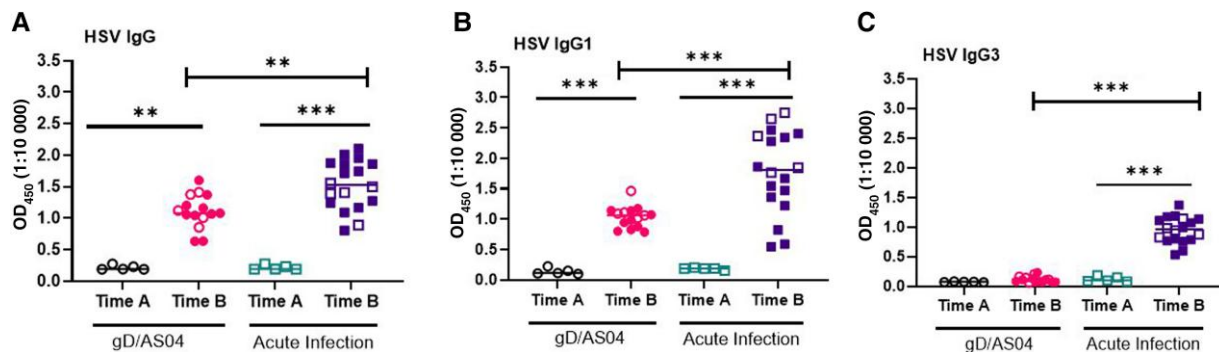 A
HSV IgG
OD450 (1:10 000)
3.5
3.0
2.5
2.0
1.5
1.0
0.5
0.0
**
**
***
Time A Time B Time A Time B
gD/AS04 Acute Infection
B
HSV IgG1
OD450 (1:10 000)
3.5
3.0
2.5
2.0
1.5
1.0
0.5
0.0
***
***
***
Time A Time B Time A Time B
gD/AS04 Acute Infection
C
HSV IgG3
OD450 (1:10 000)
3.5
3.0
2.5
2.0
1.5
1.0
0.5
0.0
***
***
Time A Time B Time A Time B
gD/AS04 Acute Infection